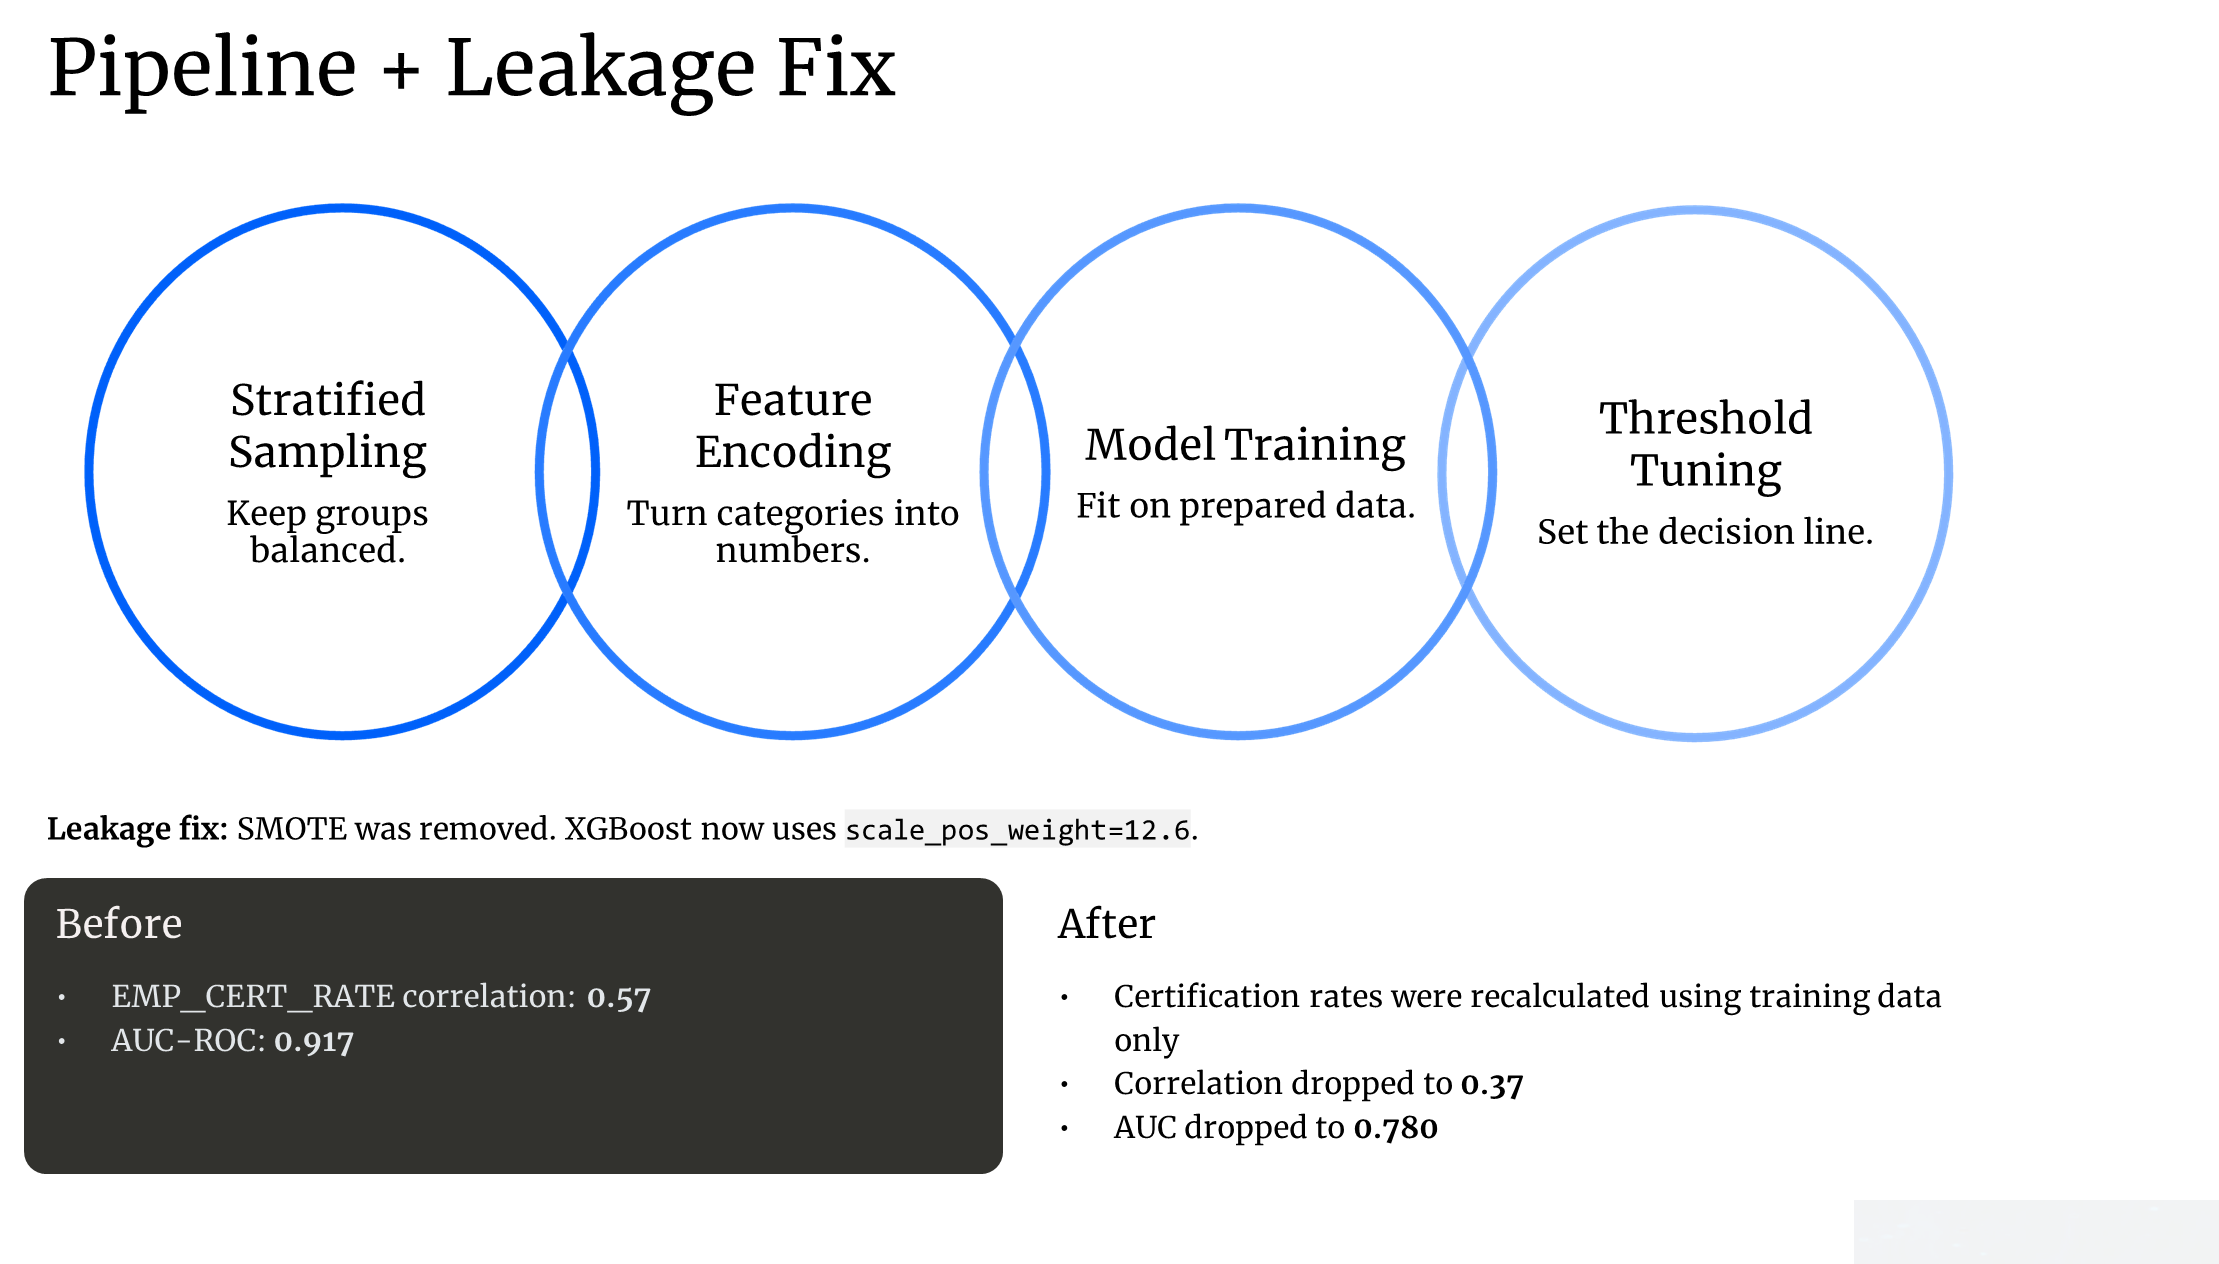 Pipeline + Leakage Fix
Stratified
Sampling
Keep groups
balanced.
Feature
Encoding
Turn categories into
numbers.
Model Training
Fit on prepared data.
Threshold
Tuning
Set the decision line.
Leakage fix: SMOTE was removed. XGBoost now uses scale_pos_weight=12.6.
Before
• EMP_CERT_RATE correlation: 0.57
• AUC-ROC: 0.917
After
• Certification rates were recalculated using training data
only
• Correlation dropped to 0.37
• AUC dropped to 0.780